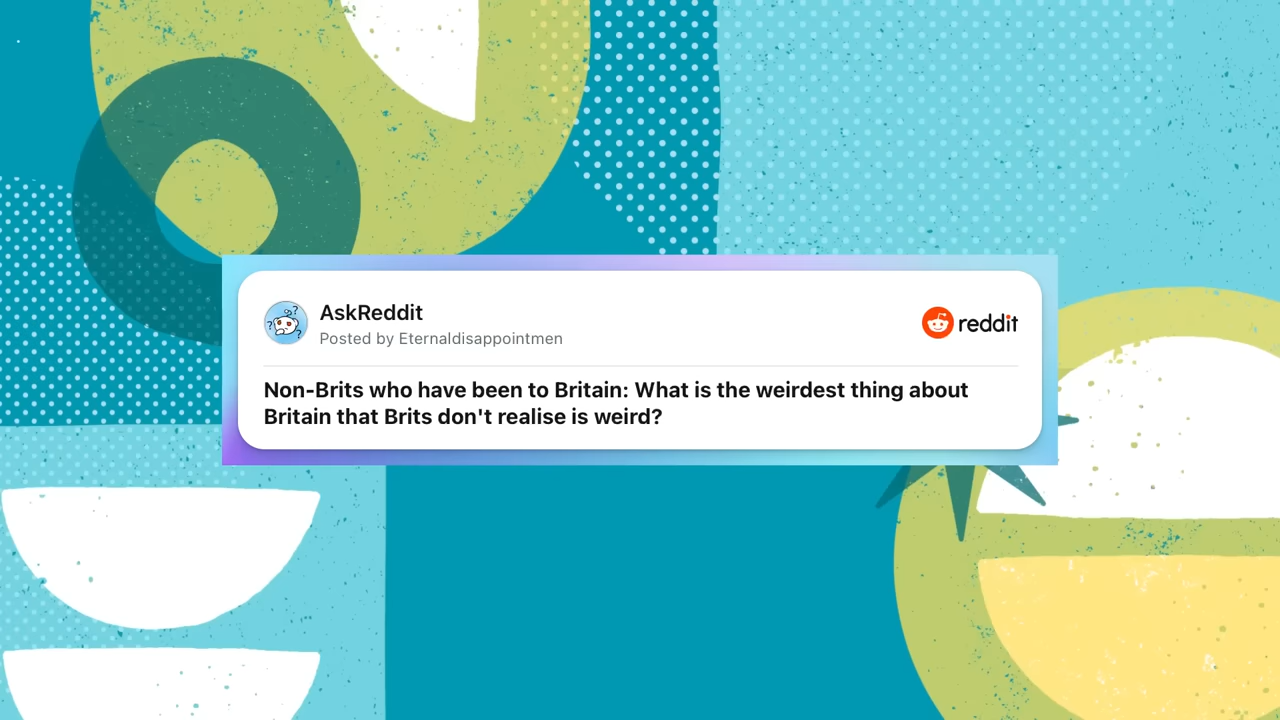 AskReddit
Posted by Eternaldisappointmen
reddit
Non-Brits who have been to Britain: What is the weirdest thing about
Britain that Brits don't realise is weird?